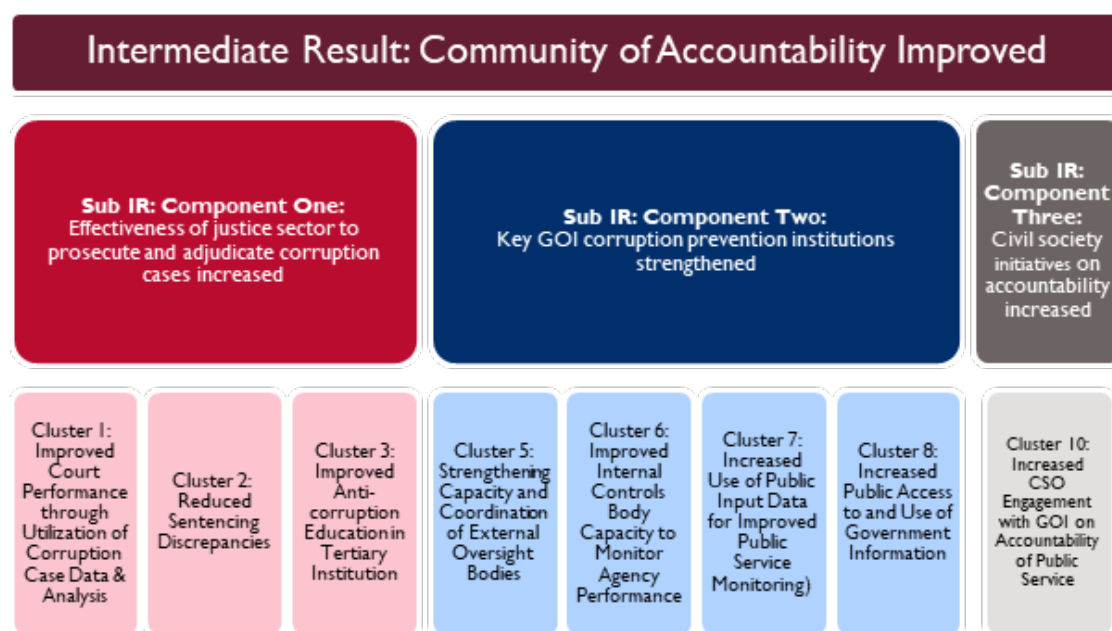 Intermediate Result: Community of Accountability Improved
Sub IR: Component One:
Effectiveness of justice sector to
prosecute and adjudicate corruption
cases increased
Sub IR: Component Two:
Key GOI corruption prevention institutions
strengthened
Sub IR:
Component
Three:
Civil society
initiatives on
accountability
increased
Cluster 1:
Improved
Court
Performance
through
Utilization of
Corruption
Case Data &
Analysis
Cluster 2:
Reduced
Sentencing
Discrepancies
Cluster 3:
Improved
Anti-
corruption
Education in
Tertiary
Institution
Cluster 5:
Strengthening
Capacity and
Coordination
of External
Oversight
Bodies
Cluster 6:
Improved
Internal
Controls
Body
Capacity to
Monitor
Agency
Performance
Cluster 7:
Increased
Use of Public
Input Data
for Improved
Public
Service
Monitoring)
Cluster 8:
Increased
Public Access
to and Use of
Government
Information
Cluster 10:
Increased
CSO
Engagement
with GOI on
Accountability
of Public
Service